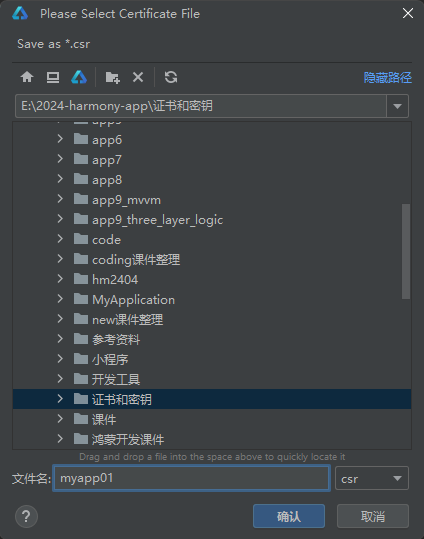 Please Select Certificate File
Save as *.csr
隐藏路径
E:\2024-harmony-app\证书和密钥
app5
app6
app7
app8
app9_mvvm
app9_three_layer_logic
code
coding课件整理
hm2404
MyApplication
new课件整理
参考资料
小程序
开发工具
证书和密钥
课件
鸿蒙开发课件
Drag and drop a file into the space above to quickly locate it
文件名: myapp01 csr
? 确认 取消